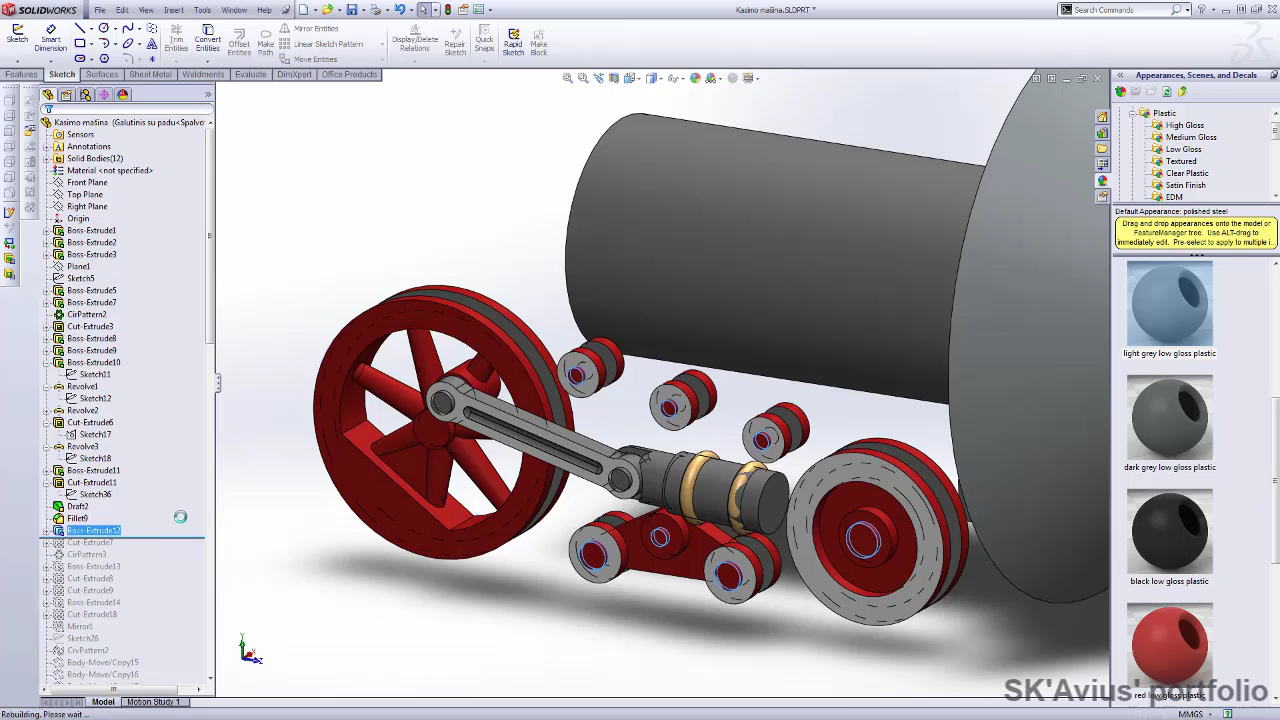 SOLIDWORKS
File Edit View Insert Tools Window Help
Kasimo mašina.SLDPRT *
Search Commands
Sketch
Smart Dimension
Trim Entities
Convert Entities
Offset Entities
Make Path
Mirror Entities
Linear Sketch Pattern
Move Entities
Display/Delete Relations
Repair Sketch
Quick Snaps
Rapid Sketch
Make Block
Features Sketch Surfaces Sheet Metal Weldments Evaluate DimXpert Office Products
Kasimo mašina (Galutinis su padu<Spalvo
Sensors
Annotations
Solid Bodies(12)
Material <not specified>
Front Plane
Top Plane
Right Plane
Origin
Boss-Extrude1
Boss-Extrude2
Boss-Extrude3
Plane1
Sketch5
Boss-Extrude5
Boss-Extrude7
CirPattern2
Cut-Extrude3
Boss-Extrude8
Boss-Extrude9
Boss-Extrude10
Sketch11
Revolve1
Sketch12
Revolve2
Cut-Extrude6
Sketch17
Revolve3
Sketch18
Boss-Extrude11
Cut-Extrude11
Sketch36
Draft2
Fillet9
Boss-Extrude12
Cut-Extrude7
CirPattern3
Boss-Extrude13
Cut-Extrude8
Cut-Extrude9
Boss-Extrude14
Cut-Extrude18
Mirror1
Sketch26
CrvPattern2
Body-Move/Copy15
Body-Move/Copy16
Model Motion Study 1
Rebuilding. Please wait ...
Y
X
Z
Appearances, Scenes, and Decals
Plastic
High Gloss
Medium Gloss
Low Gloss
Textured
Clear Plastic
Satin Finish
EDM
Default Appearance: polished steel
Drag and drop appearances onto the model or FeatureManager tree. Use ALT-drag to immediately edit. Pre-select to apply to multiple i...
light grey low gloss plastic
dark grey low gloss plastic
black low gloss plastic
red low gloss plastic
SK'Avius' portfolio
MMGS